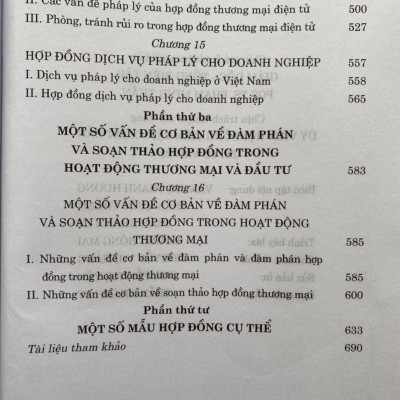 II. Các vấn đề pháp lý của hợp đồng thương mại điện tử 500
III. Phòng, tránh rủi ro trong hợp đồng thương mại điện tử 527
Chương 15
HỢP ĐỒNG DỊCH VỤ PHÁP LÝ CHO DOANH NGHIỆP 557
I. Dịch vụ pháp lý cho doanh nghiệp ở Việt Nam 558
II. Hợp đồng dịch vụ pháp lý cho doanh nghiệp 565
Phần thứ ba
MỘT SỐ VẤN ĐỀ CƠ BẢN VỀ ĐÀM PHÁN
VÀ SOẠN THẢO HỢP ĐỒNG TRONG
HOẠT ĐỘNG THƯƠNG MẠI VÀ ĐẦU TƯ 583
Chương 16
MỘT SỐ VẤN ĐỀ CƠ BẢN VỀ ĐÀM PHÁN
VÀ SOẠN THẢO HỢP ĐỒNG TRONG HOẠT ĐỘNG
THƯƠNG MẠI 585
I. Những vấn đề cơ bản về đàm phán và đàm phán hợp
đồng trong hoạt động thương mại 585
II. Những vấn đề cơ bản về soạn thảo hợp đồng thương mại 600
Phần thứ tư
MỘT SỐ MẪU HỢP ĐỒNG CỤ THỂ 633
Tài liệu tham khảo 690